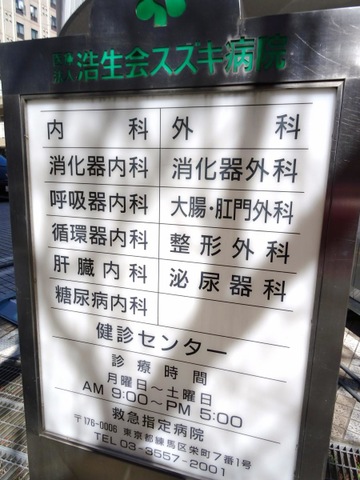 医療法人 浩生会スズキ病院
内科 外科
消化器内科 消化器外科
呼吸器内科 大腸・肛門外科
循環器内科 整形外科
肝臓内科 泌尿器科
糖尿病内科
健診センター
診療時間
月曜日～土曜日
AM 9:00～PM 5:00
救急指定病院
〒176-0006 東京都練馬区栄町7番1号
TEL 03-3557-2001